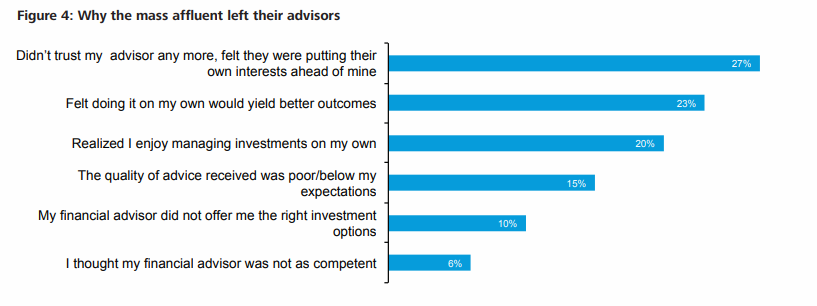 Figure 4: Why the mass affluent left their advisors
Didn't trust my advisor any more, felt they were putting their
own interests ahead of mine
27%
Felt doing it on my own would yield better outcomes
23%
Realized I enjoy managing investments on my own
20%
The quality of advice received was poor/below my
expectations
15%
My financial advisor did not offer me the right investment
options
10%
I thought my financial advisor was not as competent
6%